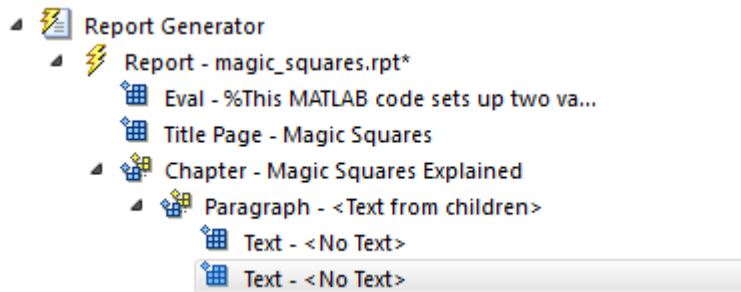 Report Generator
Report - magic_squares.rpt*
Eval - %This MATLAB code sets up two va...
Title Page - Magic Squares
Chapter - Magic Squares Explained
Paragraph - <Text from children>
Text - <No Text>
Text - <No Text>